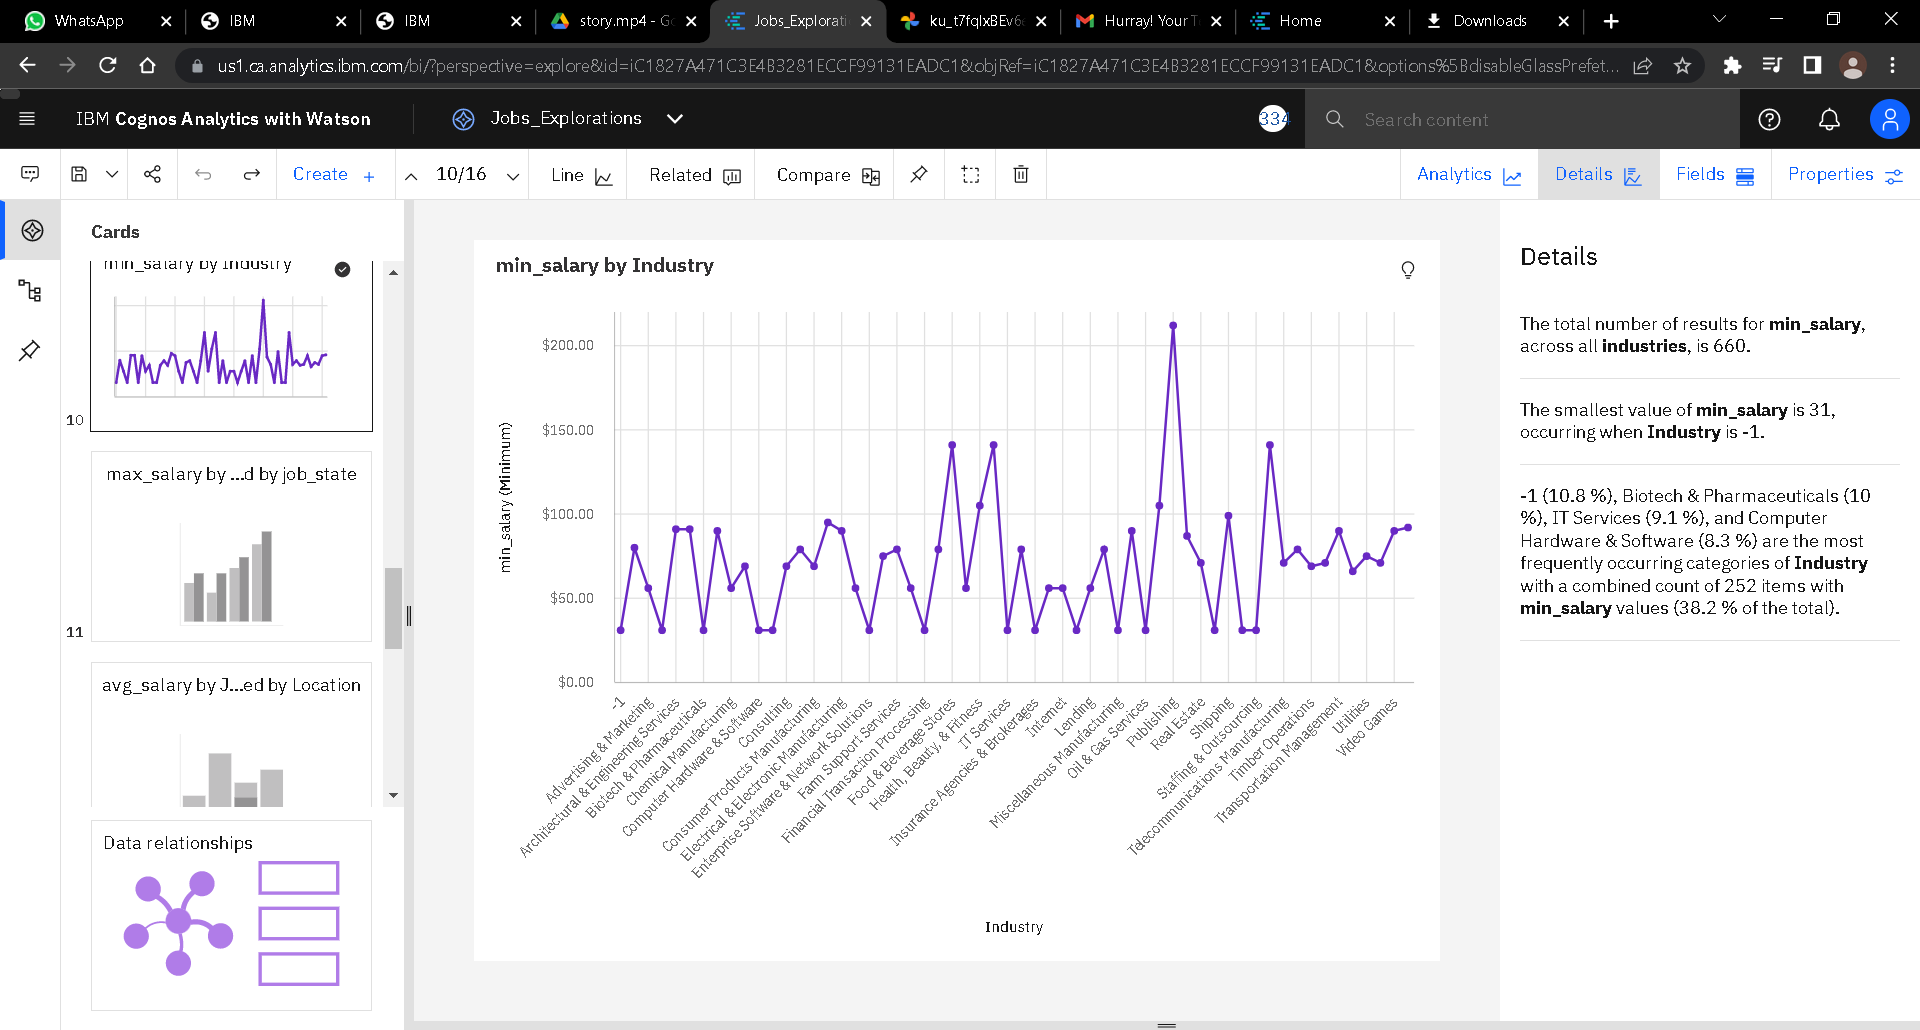 WhatsApp
IBM
IBM
story.mp4 - Go
Jobs_Explorati
ku_t7fqlxBEv6
Hurray! Your T
Home
Downloads
us1.ca.analytics.ibm.com/bi/?perspective=explore&id=iC1827A471C3E4B3281ECCF99131EADC1&objRef=iC1827A471C3E4B3281ECCF99131EADC1&options%5BdisableGlassPrefet...
IBM Cognos Analytics with Watson
Jobs_Explorations
334
Search content
Create
10/16
Line
Related
Compare
Analytics
Details
Fields
Properties
Cards
min_salary by Industry
10
max_salary by ...d by job_state
11
avg_salary by J...ed by Location
Data relationships
min_salary by Industry
min_salary (Minimum)
$200.00
$150.00
$100.00
$50.00
$0.00
-1
Advertising & Marketing
Architectural & Engineering Services
Biotech & Pharmaceuticals
Chemical Manufacturing
Computer Hardware & Software
Consulting
Consumer Products Manufacturing
Electrical & Electronic Manufacturing
Enterprise Software & Network Solutions
Farm Support Services
Financial Transaction Processing
Food & Beverage Stores
Health, Beauty, & Fitness
IT Services
Insurance Agencies & Brokerages
Internet
Lending
Miscellaneous Manufacturing
Oil & Gas Services
Publishing
Real Estate
Shipping
Staffing & Outsourcing
Telecommunications Manufacturing
Timber Operations
Transportation Management
Utilities
Video Games
Industry
Details
The total number of results for min_salary,
across all industries, is 660.
The smallest value of min_salary is 31,
occurring when Industry is -1.
-1 (10.8 %), Biotech & Pharmaceuticals (10
%), IT Services (9.1 %), and Computer
Hardware & Software (8.3 %) are the most
frequently occurring categories of Industry
with a combined count of 252 items with
min_salary values (38.2 % of the total).